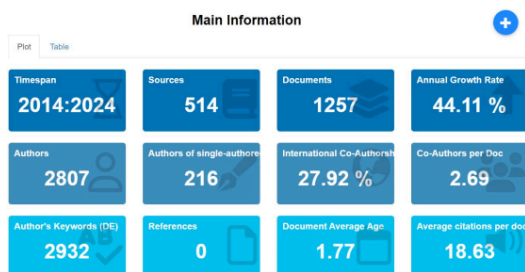 Main Information
Plot Table
Timespan
2014:2024
Sources
514
Documents
1257
Annual Growth Rate
44.11 %
Authors
2807
Authors of single-authore
216
International Co-Authorsh
27.92 %
Co-Authors per Doc
2.69
Author's Keywords (DE)
2932
References
0
Document Average Age
1.77
Average citations per doc
18.63